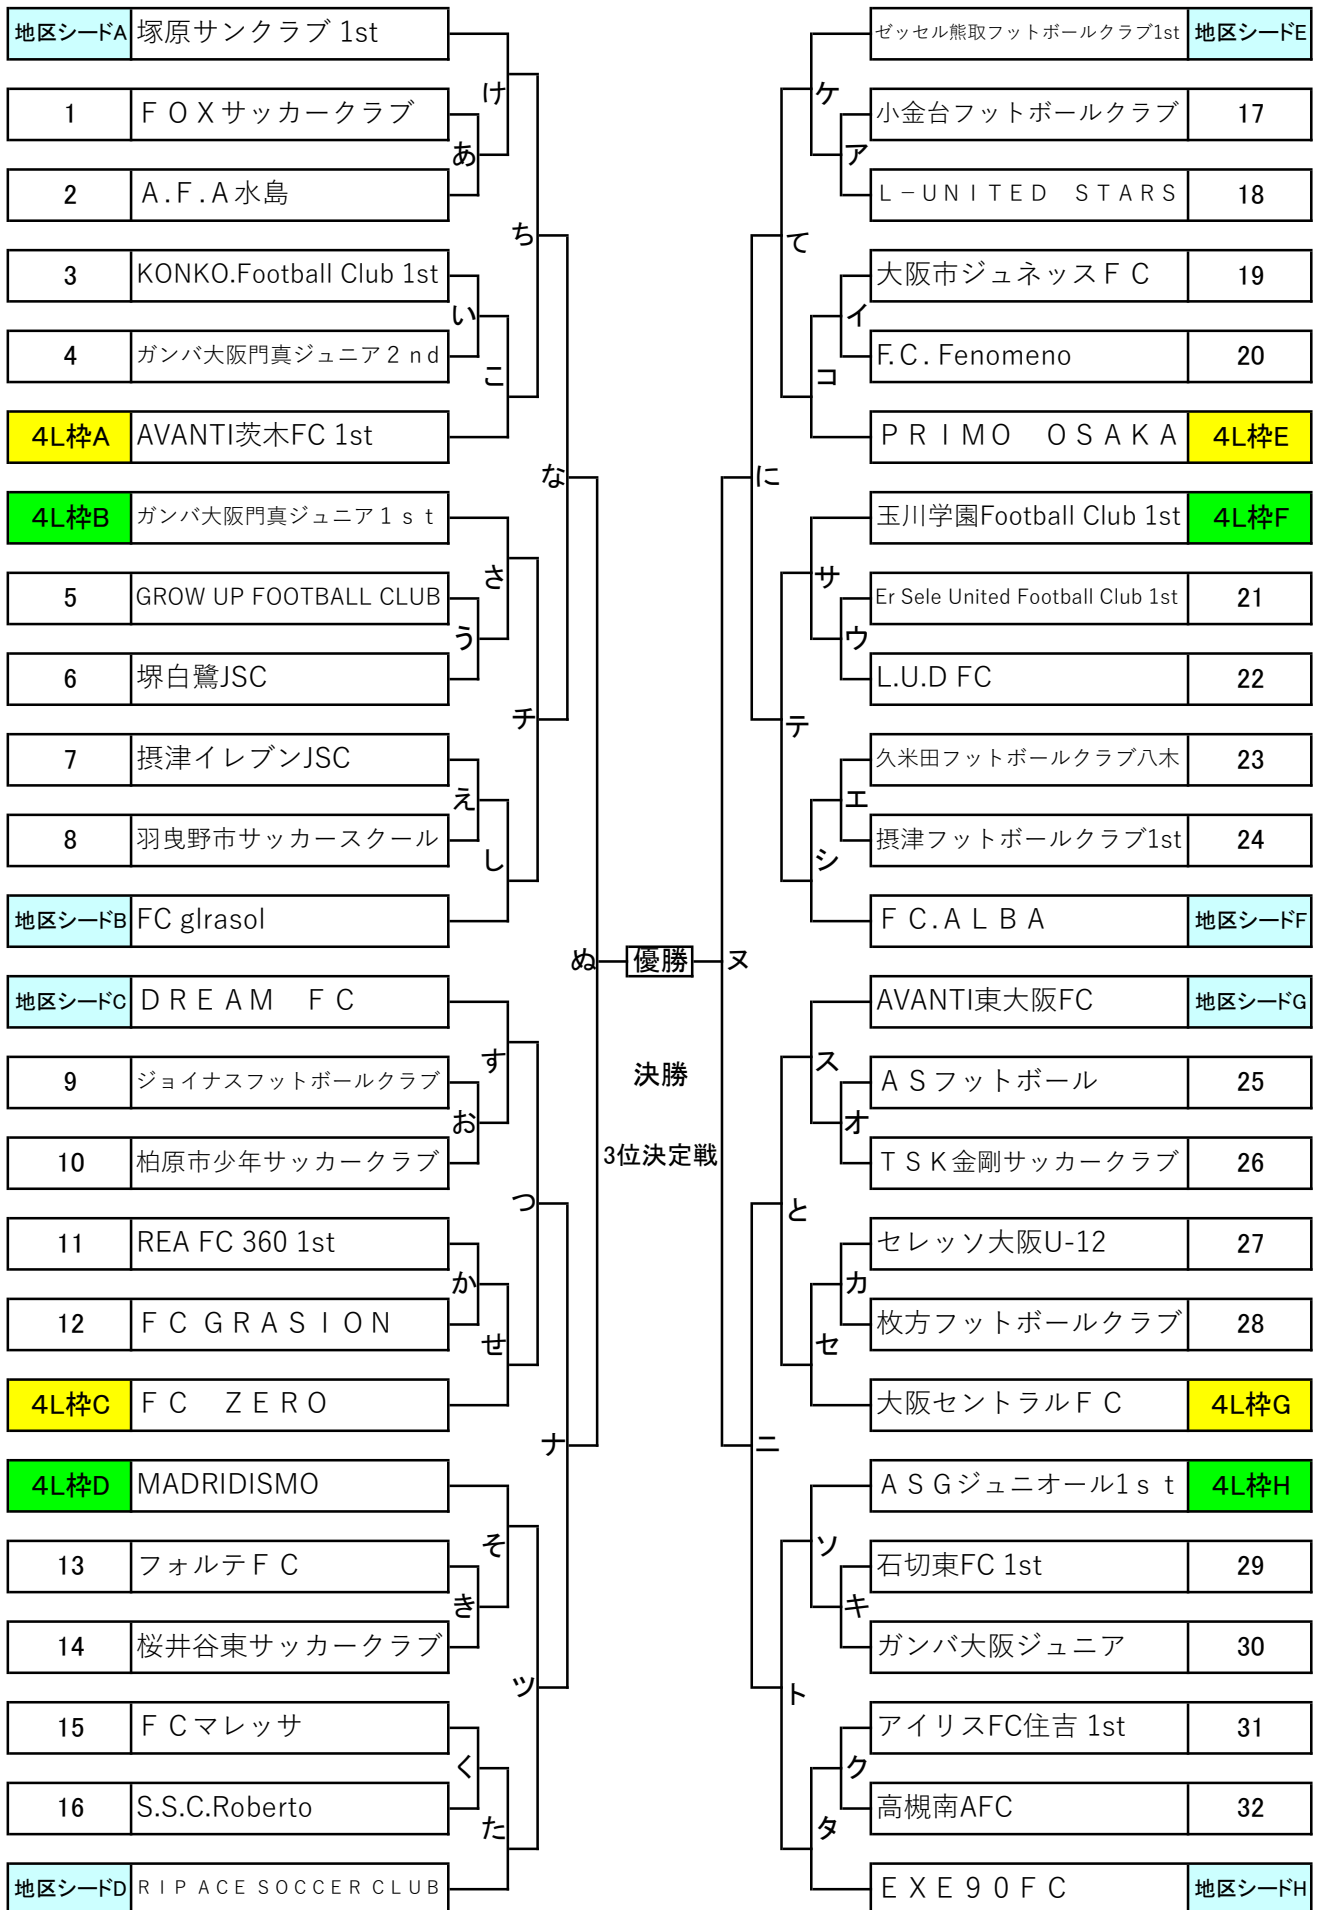 地区シードA 塚原サンクラブ 1st
け
1 ＦＯＸサッカークラブ
あ
2 Ａ.Ｆ.Ａ水島
ち
3 KONKO.Football Club 1st
い
4 ガンバ大阪門真ジュニア２ｎｄ
こ
4L枠A AVANTI茨木FC 1st
な
4L枠B ガンバ大阪門真ジュニア１ｓｔ
さ
5 GROW UP FOOTBALL CLUB
う
6 堺白鷺JSC
チ
7 摂津イレブンJSC
え
8 羽曳野市サッカースクール
し
地区シードB FC gIrasol
ぬ
地区シードC ＤＲＥＡＭ　ＦＣ
す
9 ジョイナスフットボールクラブ
お
10 柏原市少年サッカークラブ
つ
11 REA FC 360 1st
か
12 ＦＣＧＲＡＳＩＯＮ
せ
4L枠C ＦＣ　ＺＥＲＯ
ナ
4L枠D MADRIDISMO
そ
13 フォルテＦＣ
き
14 桜井谷東サッカークラブ
ツ
15 ＦＣマレッサ
く
16 S.S.C.Roberto
た
地区シードD ＲＩＰＡＣＥ ＳＯＣＣＥＲ ＣＬＵＢ
優勝
決勝
3位決定戦
ゼッセル熊取フットボールクラブ1st 地区シードE
ケ
小金台フットボールクラブ 17
ア
Ｌ－ＵＮＩＴＥＤ　ＳＴＡＲＳ 18
て
大阪市ジュネッスＦＣ 19
イ
F.C. Fenomeno 20
コ
ＰＲＩＭＯ　ＯＳＡＫＡ 4L枠E
に
玉川学園Football Club 1st 4L枠F
サ
Er Sele United Football Club 1st 21
ウ
L.U.D FC 22
テ
久米田フットボールクラブ八木 23
エ
摂津フットボールクラブ1st 24
シ
ＦＣ.ＡＬＢＡ 地区シードF
ヌ
AVANTI東大阪FC 地区シードG
ス
ＡＳフットボール 25
オ
ＴＳＫ金剛サッカークラブ 26
と
セレッソ大阪U-12 27
カ
枚方フットボールクラブ 28
セ
大阪セントラルＦＣ 4L枠G
ニ
ＡＳＧジュニオール1ｓｔ 4L枠H
ソ
石切東FC 1st 29
キ
ガンバ大阪ジュニア 30
ト
アイリスFC住吉 1st 31
ク
高槻南AFC 32
タ
ＥＸＥ９０ＦＣ 地区シードH